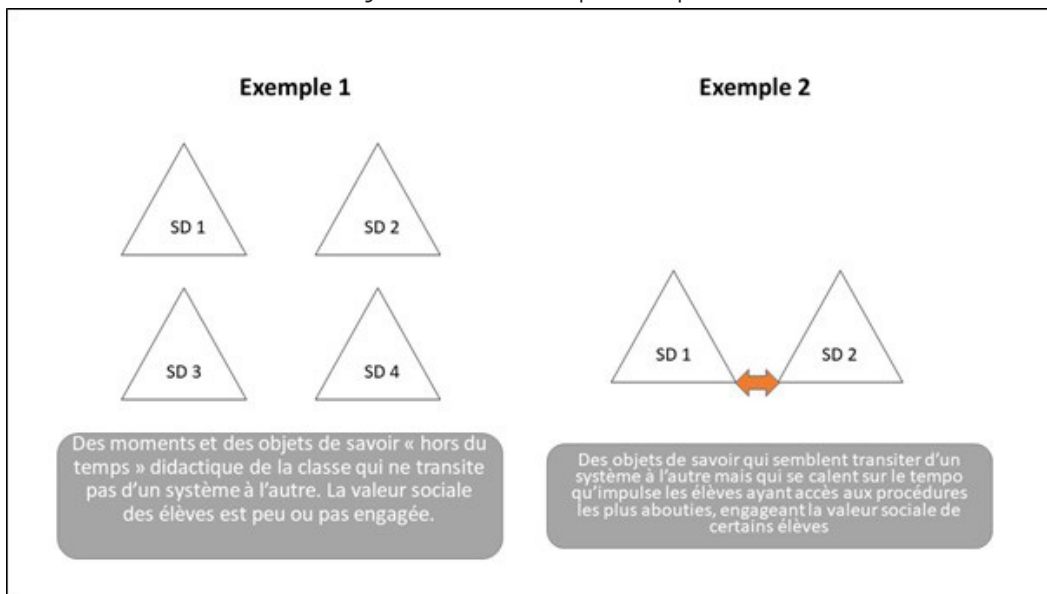 Exemple 1
SD 1
SD 2
SD 3
SD 4
Des moments et des objets de savoir « hors du
temps » didactique de la classe qui ne transite
pas d'un système à l'autre. La valeur sociale
des élèves est peu ou pas engagée.
Exemple 2
SD 1
SD 2
Des objets de savoir qui semblent transiter d'un
système à l'autre mais qui se calent sur le tempo
qu'impulse les élèves ayant accès aux procédures
les plus abouties, engageant la valeur sociale de
certains élèves